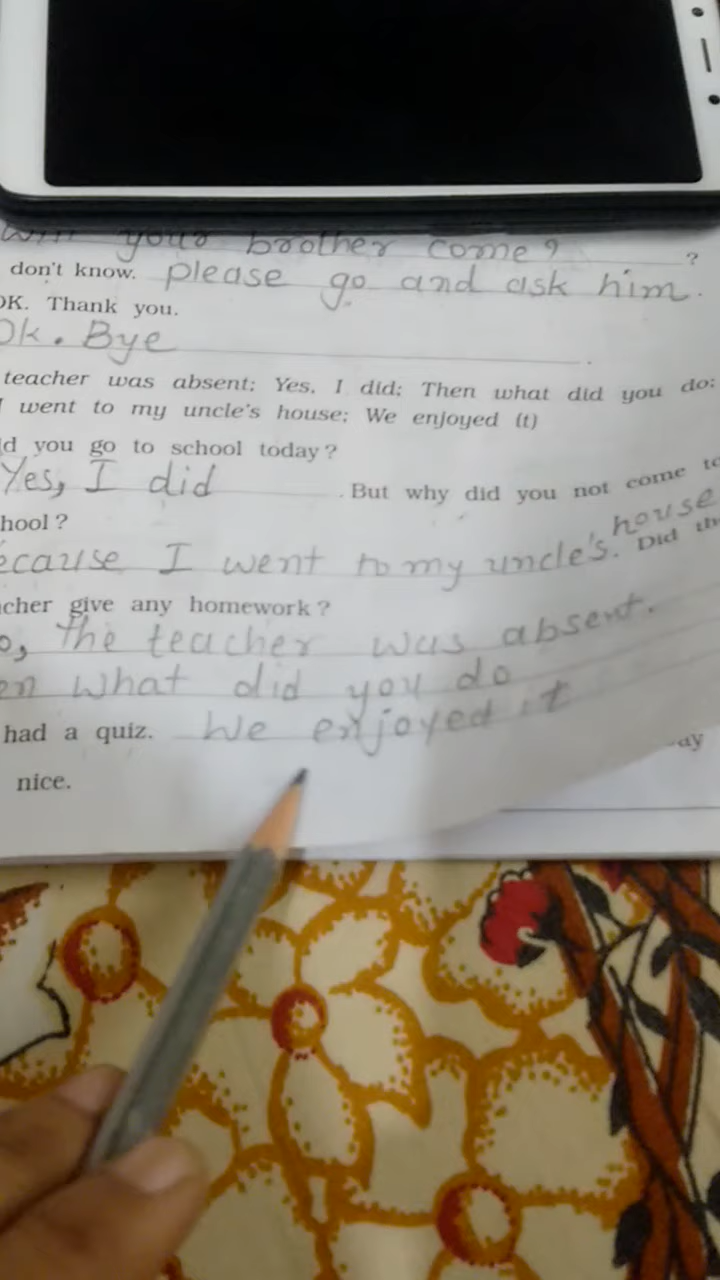 your brother come? ?
don't know. please go and ask him.
OK. Thank you.
Ok. Bye
teacher was absent; Yes, I did; Then what did you do;
I went to my uncle's house; We enjoyed it)
you go to school today?
Yes, I did . But why did you not come to
hool?
ecause I went to my uncle's house. Did the
cher give any homework?
o, the teacher was absent.
en what did you do
had a quiz. We enjoyed it
ay
nice.